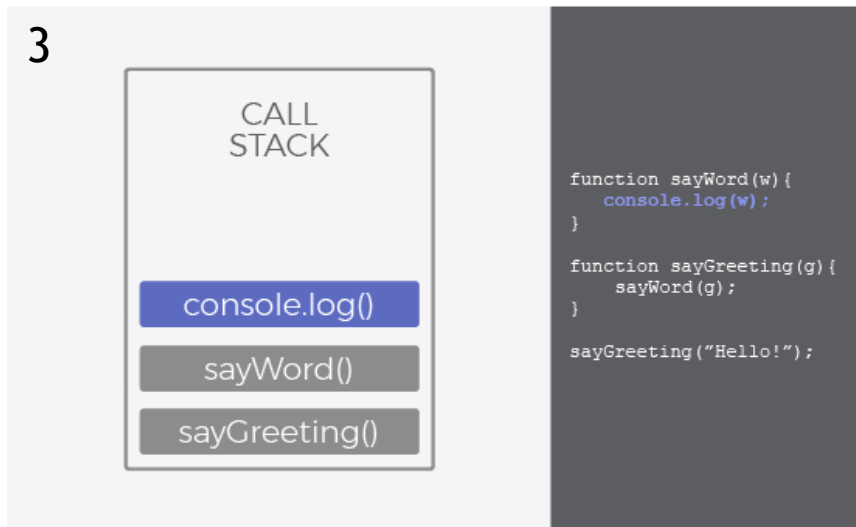 3
CALL
STACK
console.log()
sayWord()
sayGreeting()
function sayWord(w){
console.log(w);
}
function sayGreeting(g){
sayWord(g);
}
sayGreeting(”Hello!”);